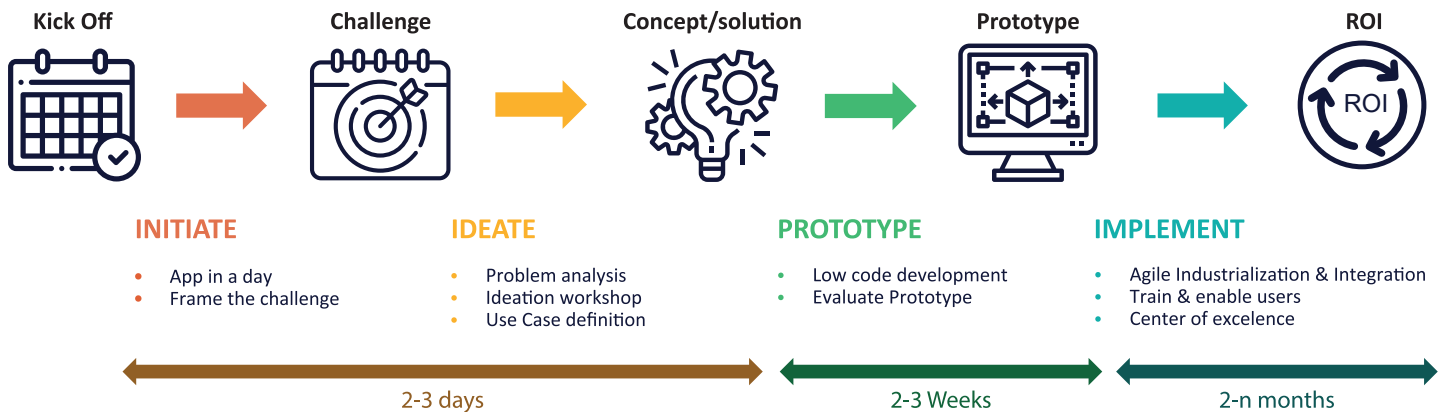 Kick Off
Challenge
Concept/solution
Prototype
ROI
ROI
INITIATE
• App in a day
• Frame the challenge
IDEATE
• Problem analysis
• Ideation workshop
• Use Case definition
PROTOTYPE
• Low code development
• Evaluate Prototype
IMPLEMENT
• Agile Industrialization & Integration
• Train & enable users
• Center of excelence
2-3 days
2-3 Weeks
2-n months